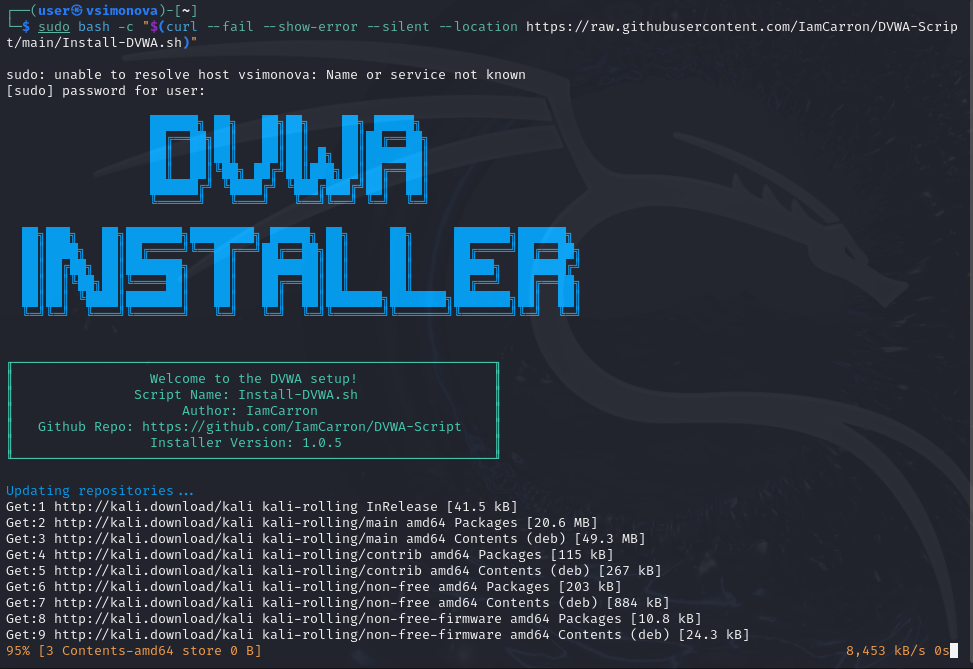 ┌──(user㉿vsimonova)-[~]
└─$ sudo bash -c "$(curl --fail --show-error --silent --location https://raw.githubusercontent.com/IamCarron/DVWA-Scrip
t/main/Install-DVWA.sh)"
sudo: unable to resolve host vsimonova: Name or service not known
[sudo] password for user:
DVWA
INSTALLER
Welcome to the DVWA setup!
Script Name: Install-DVWA.sh
Author: IamCarron
Github Repo: https://github.com/IamCarron/DVWA-Script
Installer Version: 1.0.5
Updating repositories...
Get:1 http://kali.download/kali kali-rolling InRelease [41.5 kB]
Get:2 http://kali.download/kali kali-rolling/main amd64 Packages [20.6 MB]
Get:3 http://kali.download/kali kali-rolling/main amd64 Contents (deb) [49.3 MB]
Get:4 http://kali.download/kali kali-rolling/contrib amd64 Packages [115 kB]
Get:5 http://kali.download/kali kali-rolling/contrib amd64 Contents (deb) [267 kB]
Get:6 http://kali.download/kali kali-rolling/non-free amd64 Packages [203 kB]
Get:7 http://kali.download/kali kali-rolling/non-free amd64 Contents (deb) [884 kB]
Get:8 http://kali.download/kali kali-rolling/non-free-firmware amd64 Packages [10.8 kB]
Get:9 http://kali.download/kali kali-rolling/non-free-firmware amd64 Contents (deb) [24.3 kB]
95% [3 Contents-amd64 store 0 B] 8,453 kB/s 0s